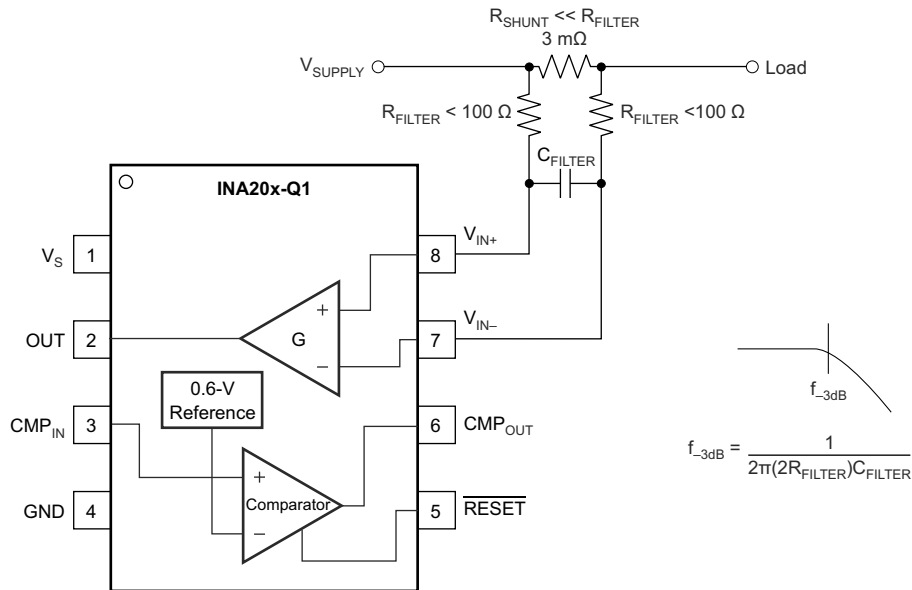 R_SHUNT << R_FILTER
3 mΩ
V_SUPPLY
Load
R_FILTER < 100 Ω
R_FILTER <100 Ω
C_FILTER
INA20x-Q1
V_IN+
V_S
1
8
+
OUT
2
G
7
V_IN–
–
0.6-V
Reference
CMP_IN
3
6
CMP_OUT
+
Comparator
–
GND
4
5
R̅E̅S̅E̅T̅
f_–3dB
f_–3dB = 1 / 2π(2R_FILTER)C_FILTER